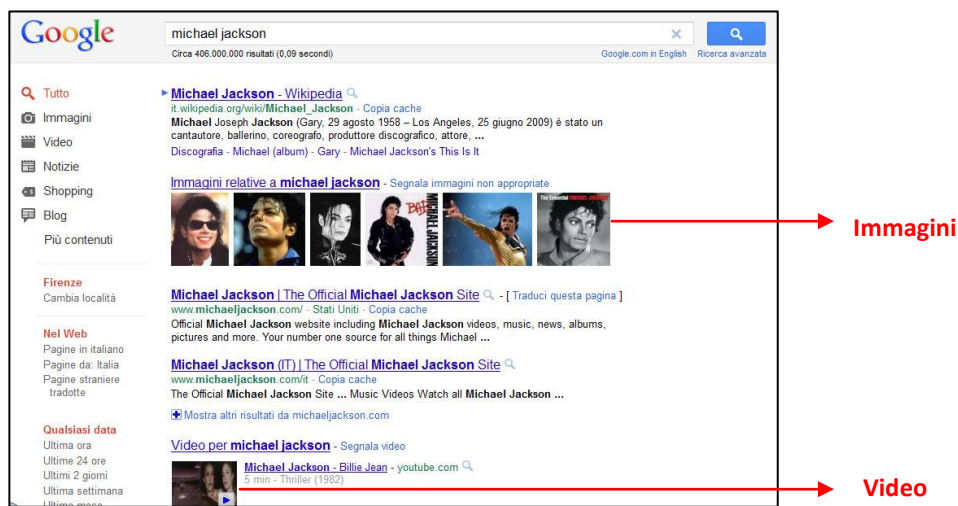 Google
michael jackson
Circa 406.000.000 risultati (0,09 secondi)
Google.com in English Ricerca avanzata
Tutto
Immagini
Video
Notizie
Shopping
Blog
Più contenuti
Firenze
Cambia località
Nel Web
Pagine in italiano
Pagine da: Italia
Pagine straniere
tradotte
Qualsiasi data
Ultima ora
Ultime 24 ore
Ultimi 2 giorni
Ultima settimana
Ultimo mese
Michael Jackson - Wikipedia
it.wikipedia.org/wiki/Michael_Jackson - Copia cache
Michael Joseph Jackson (Gary, 29 agosto 1958 – Los Angeles, 25 giugno 2009) è stato un
cantautore, ballerino, coreografo, produttore discografico, attore, ...
Discografia - Michael (album) - Gary - Michael Jackson's This Is It
Immagini relative a michael jackson - Segnala immagini non appropriate
BAD
MICHAEL JACKSON
The Essential MICHAEL JACKSON
Immagini
Michael Jackson | The Official Michael Jackson Site - [ Traduci questa pagina ]
www.michaeljackson.com/ - Stati Uniti - Copia cache
Official Michael Jackson website including Michael Jackson videos, music, news, albums,
pictures and more. Your number one source for all things Michael ...
Michael Jackson (IT) | The Official Michael Jackson Site
www.michaeljackson.com/it - Copia cache
The Official Michael Jackson Site ... Music Videos Watch all Michael Jackson ...
Mostra altri risultati da michaeljackson.com
Video per michael jackson - Segnala video
Michael Jackson - Billie Jean - youtube.com
5 min - Thriller (1982)
Video